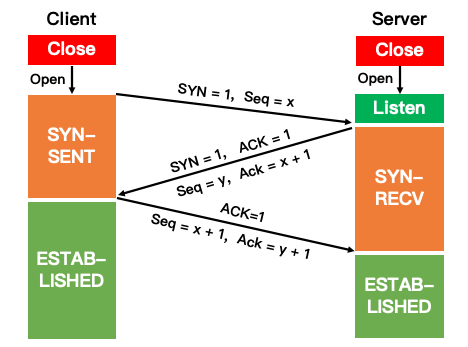 Client
Server
Close
Close
Open
Open
SYN = 1, Seq = x
Listen
SYN-
SENT
SYN = 1, ACK = 1
Seq = y, Ack = x + 1
SYN-
RECV
ACK=1
Seq = x + 1, Ack = y + 1
ESTAB-
LISHED
ESTAB-
LISHED